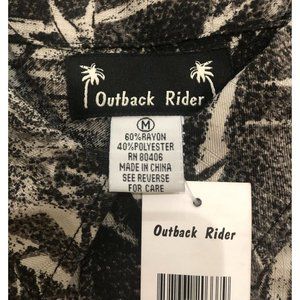 Outback Rider
M
60%RAYON
40%POLYESTER
RN 80406
MADE IN CHINA
SEE REVERSE
FOR CARE
Outback Rider